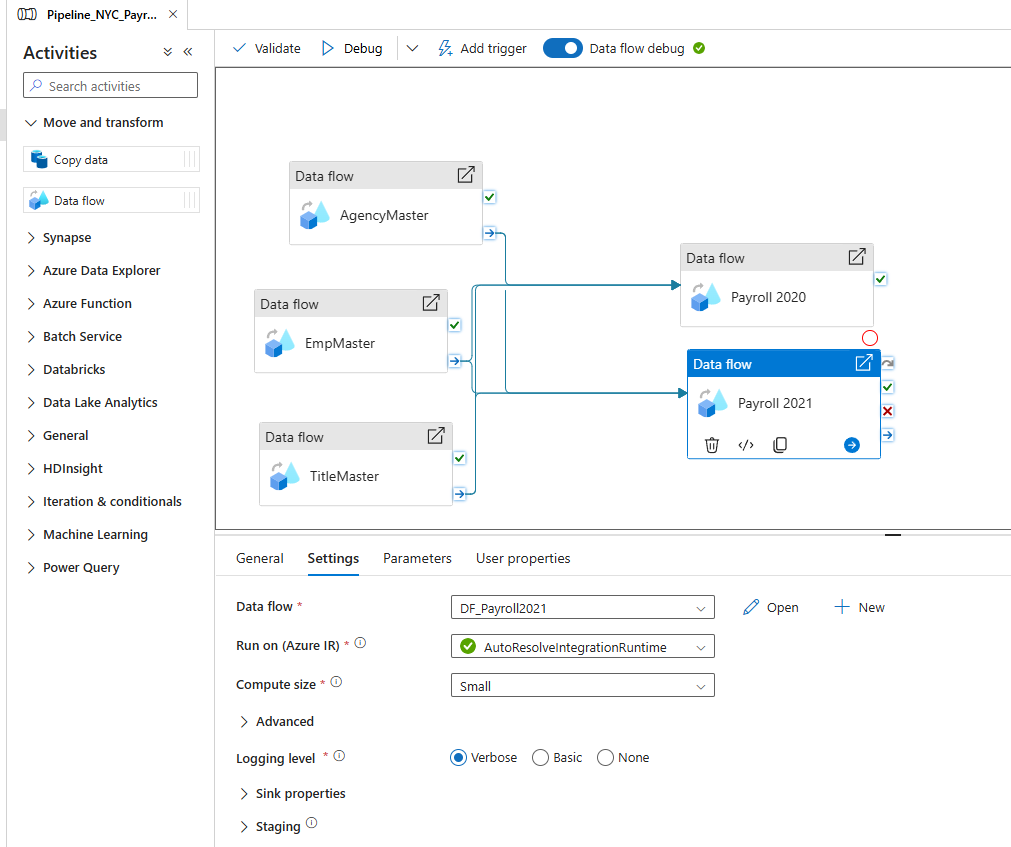 Pipeline_NYC_Payr...
Activities
Search activities
Move and transform
Copy data
Data flow
Synapse
Azure Data Explorer
Azure Function
Batch Service
Databricks
Data Lake Analytics
General
HDInsight
Iteration & conditionals
Machine Learning
Power Query
Validate
Debug
Add trigger
Data flow debug
Data flow
AgencyMaster
Data flow
EmpMaster
Data flow
TitleMaster
Data flow
Payroll 2020
Data flow
Payroll 2021
General
Settings
Parameters
User properties
Data flow *
DF_Payroll2021
Open
New
Run on (Azure IR) *
AutoResolveIntegrationRuntime
Compute size *
Small
Advanced
Logging level *
Verbose
Basic
None
Sink properties
Staging